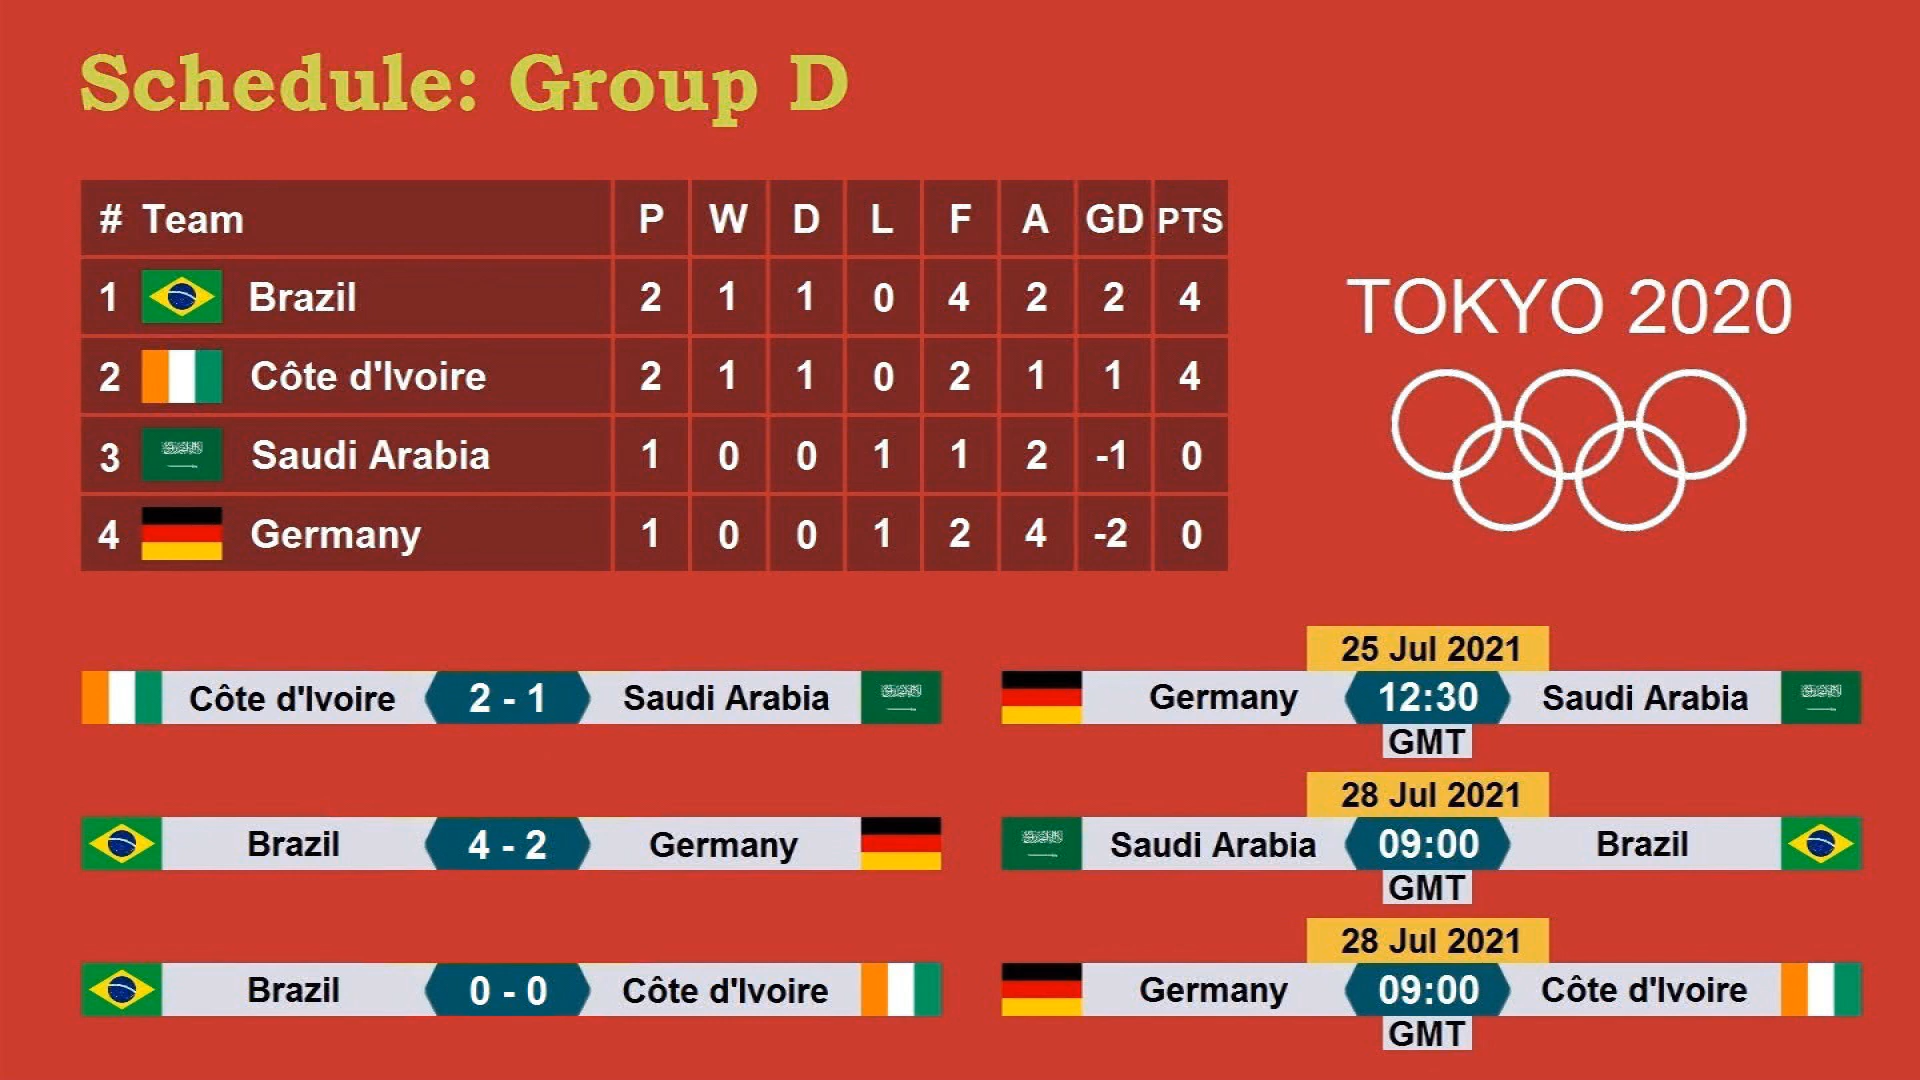 Schedule: Group D
# Team P W D L F A GD PTS
1 Brazil 2 1 1 0 4 2 2 4
2 Côte d'Ivoire 2 1 1 0 2 1 1 4
3 Saudi Arabia 1 0 0 1 1 2 -1 0
4 Germany 1 0 0 1 2 4 -2 0
TOKYO 2020
Côte d'Ivoire 2 - 1 Saudi Arabia
Brazil 4 - 2 Germany
Brazil 0 - 0 Côte d'Ivoire
25 Jul 2021
Germany 12:30 Saudi Arabia
GMT
28 Jul 2021
Saudi Arabia 09:00 Brazil
GMT
28 Jul 2021
Germany 09:00 Côte d'Ivoire
GMT